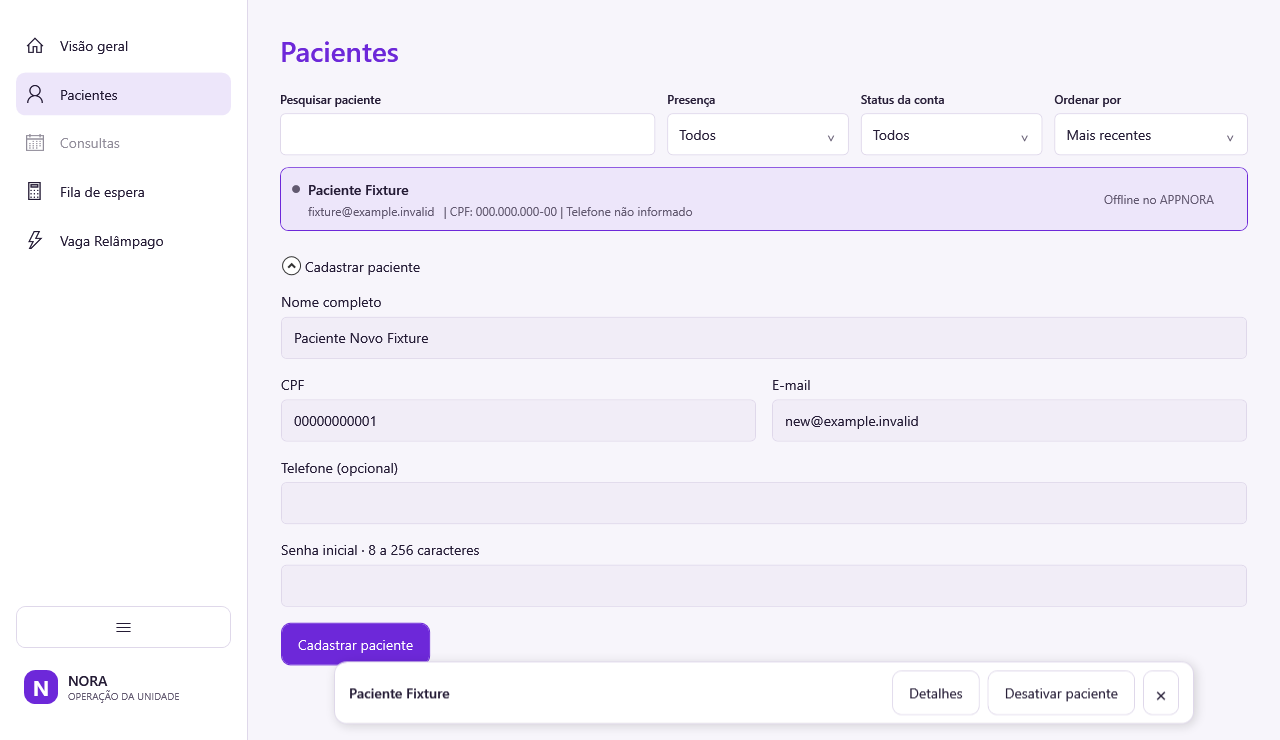 Visão geral
Pacientes
Consultas
Fila de espera
Vaga Relâmpago
N
NORA
OPERAÇÃO DA UNIDADE
Pacientes
Pesquisar paciente
Presença
Status da conta
Ordenar por
Todos
Todos
Mais recentes
Paciente Fixture
fixture@example.invalid | CPF: 000.000.000-00 | Telefone não informado
Offline no APPNORA
Cadastrar paciente
Nome completo
Paciente Novo Fixture
CPF
E-mail
00000000001
new@example.invalid
Telefone (opcional)
Senha inicial · 8 a 256 caracteres
Cadastrar paciente
Paciente Fixture
Detalhes
Desativar paciente